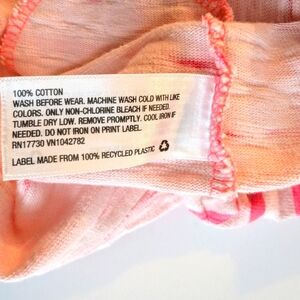 100% COTTON
WASH BEFORE WEAR. MACHINE WASH COLD WITH LIKE
COLORS. ONLY NON-CHLORINE BLEACH IF NEEDED.
TUMBLE DRY LOW. REMOVE PROMPTLY. COOL IRON IF
NEEDED. DO NOT IRON ON PRINT LABEL.
RN17730 VN1042782
LABEL MADE FROM 100% RECYCLED PLASTIC